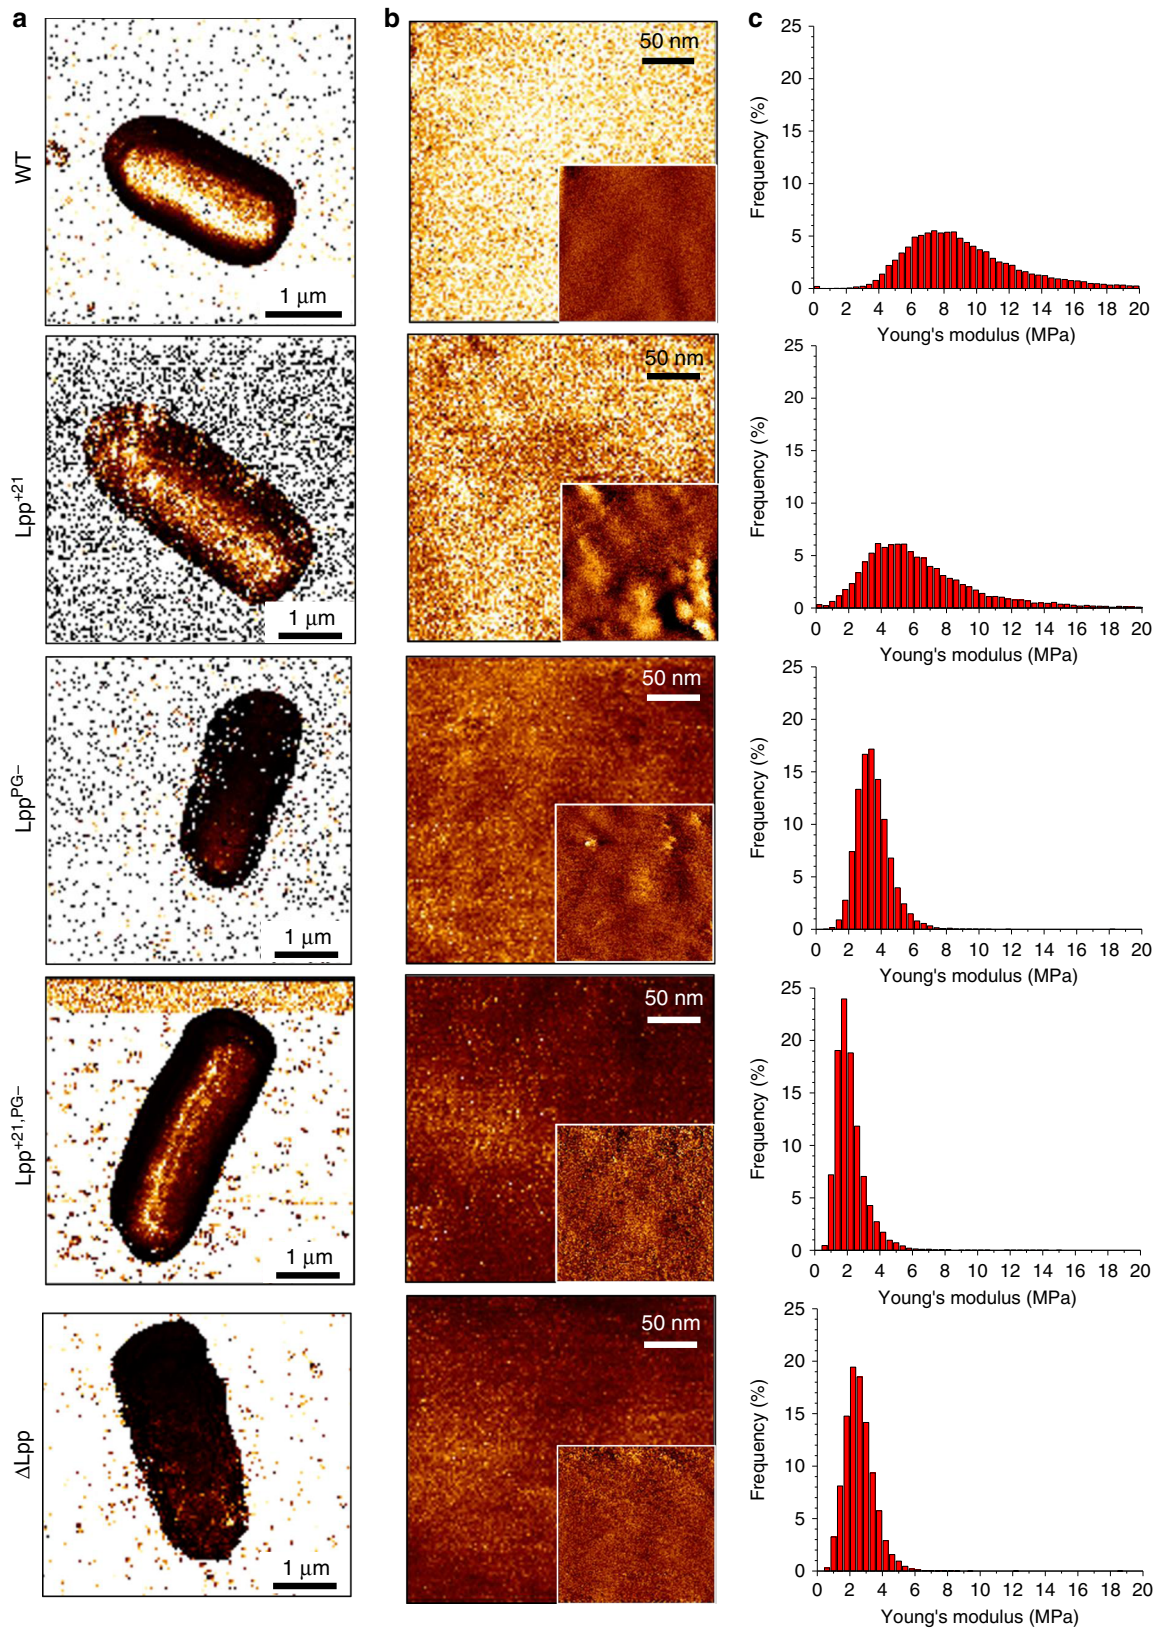 a
b
c
WT
1 µm
50 nm
Frequency (%)
25
20
15
10
5
0
0 2 4 6 8 10 12 14 16 18 20
Young's modulus (MPa)
Lpp+21
1 µm
50 nm
Frequency (%)
25
20
15
10
5
0
0 2 4 6 8 10 12 14 16 18 20
Young's modulus (MPa)
LppPG−
1 µm
50 nm
Frequency (%)
25
20
15
10
5
0
0 2 4 6 8 10 12 14 16 18 20
Young's modulus (MPa)
Lpp+21,PG−
1 µm
50 nm
Frequency (%)
25
20
15
10
5
0
0 2 4 6 8 10 12 14 16 18 20
Young's modulus (MPa)
ΔLpp
1 µm
50 nm
Frequency (%)
25
20
15
10
5
0
0 2 4 6 8 10 12 14 16 18 20
Young's modulus (MPa)